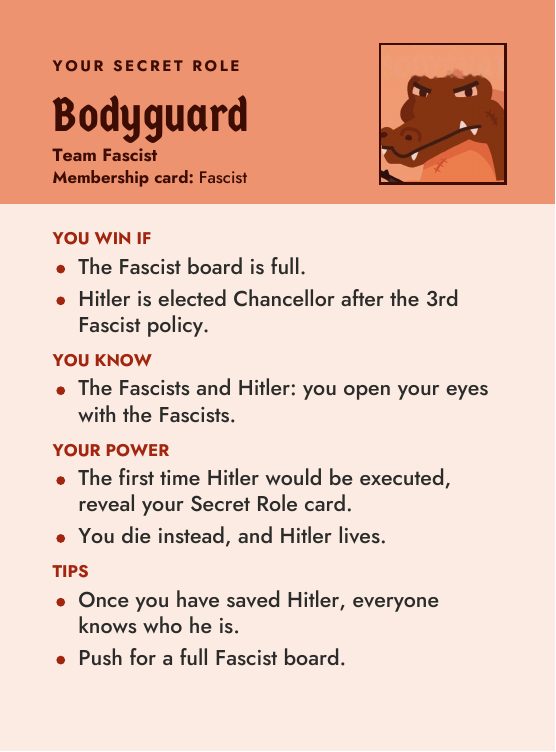 YOUR SECRET ROLE
Bodyguard
Team Fascist
Membership card: Fascist
YOU WIN IF
• The Fascist board is full.
• Hitler is elected Chancellor after the 3rd
Fascist policy.
YOU KNOW
• The Fascists and Hitler: you open your eyes
with the Fascists.
YOUR POWER
• The first time Hitler would be executed,
reveal your Secret Role card.
• You die instead, and Hitler lives.
TIPS
• Once you have saved Hitler, everyone
knows who he is.
• Push for a full Fascist board.